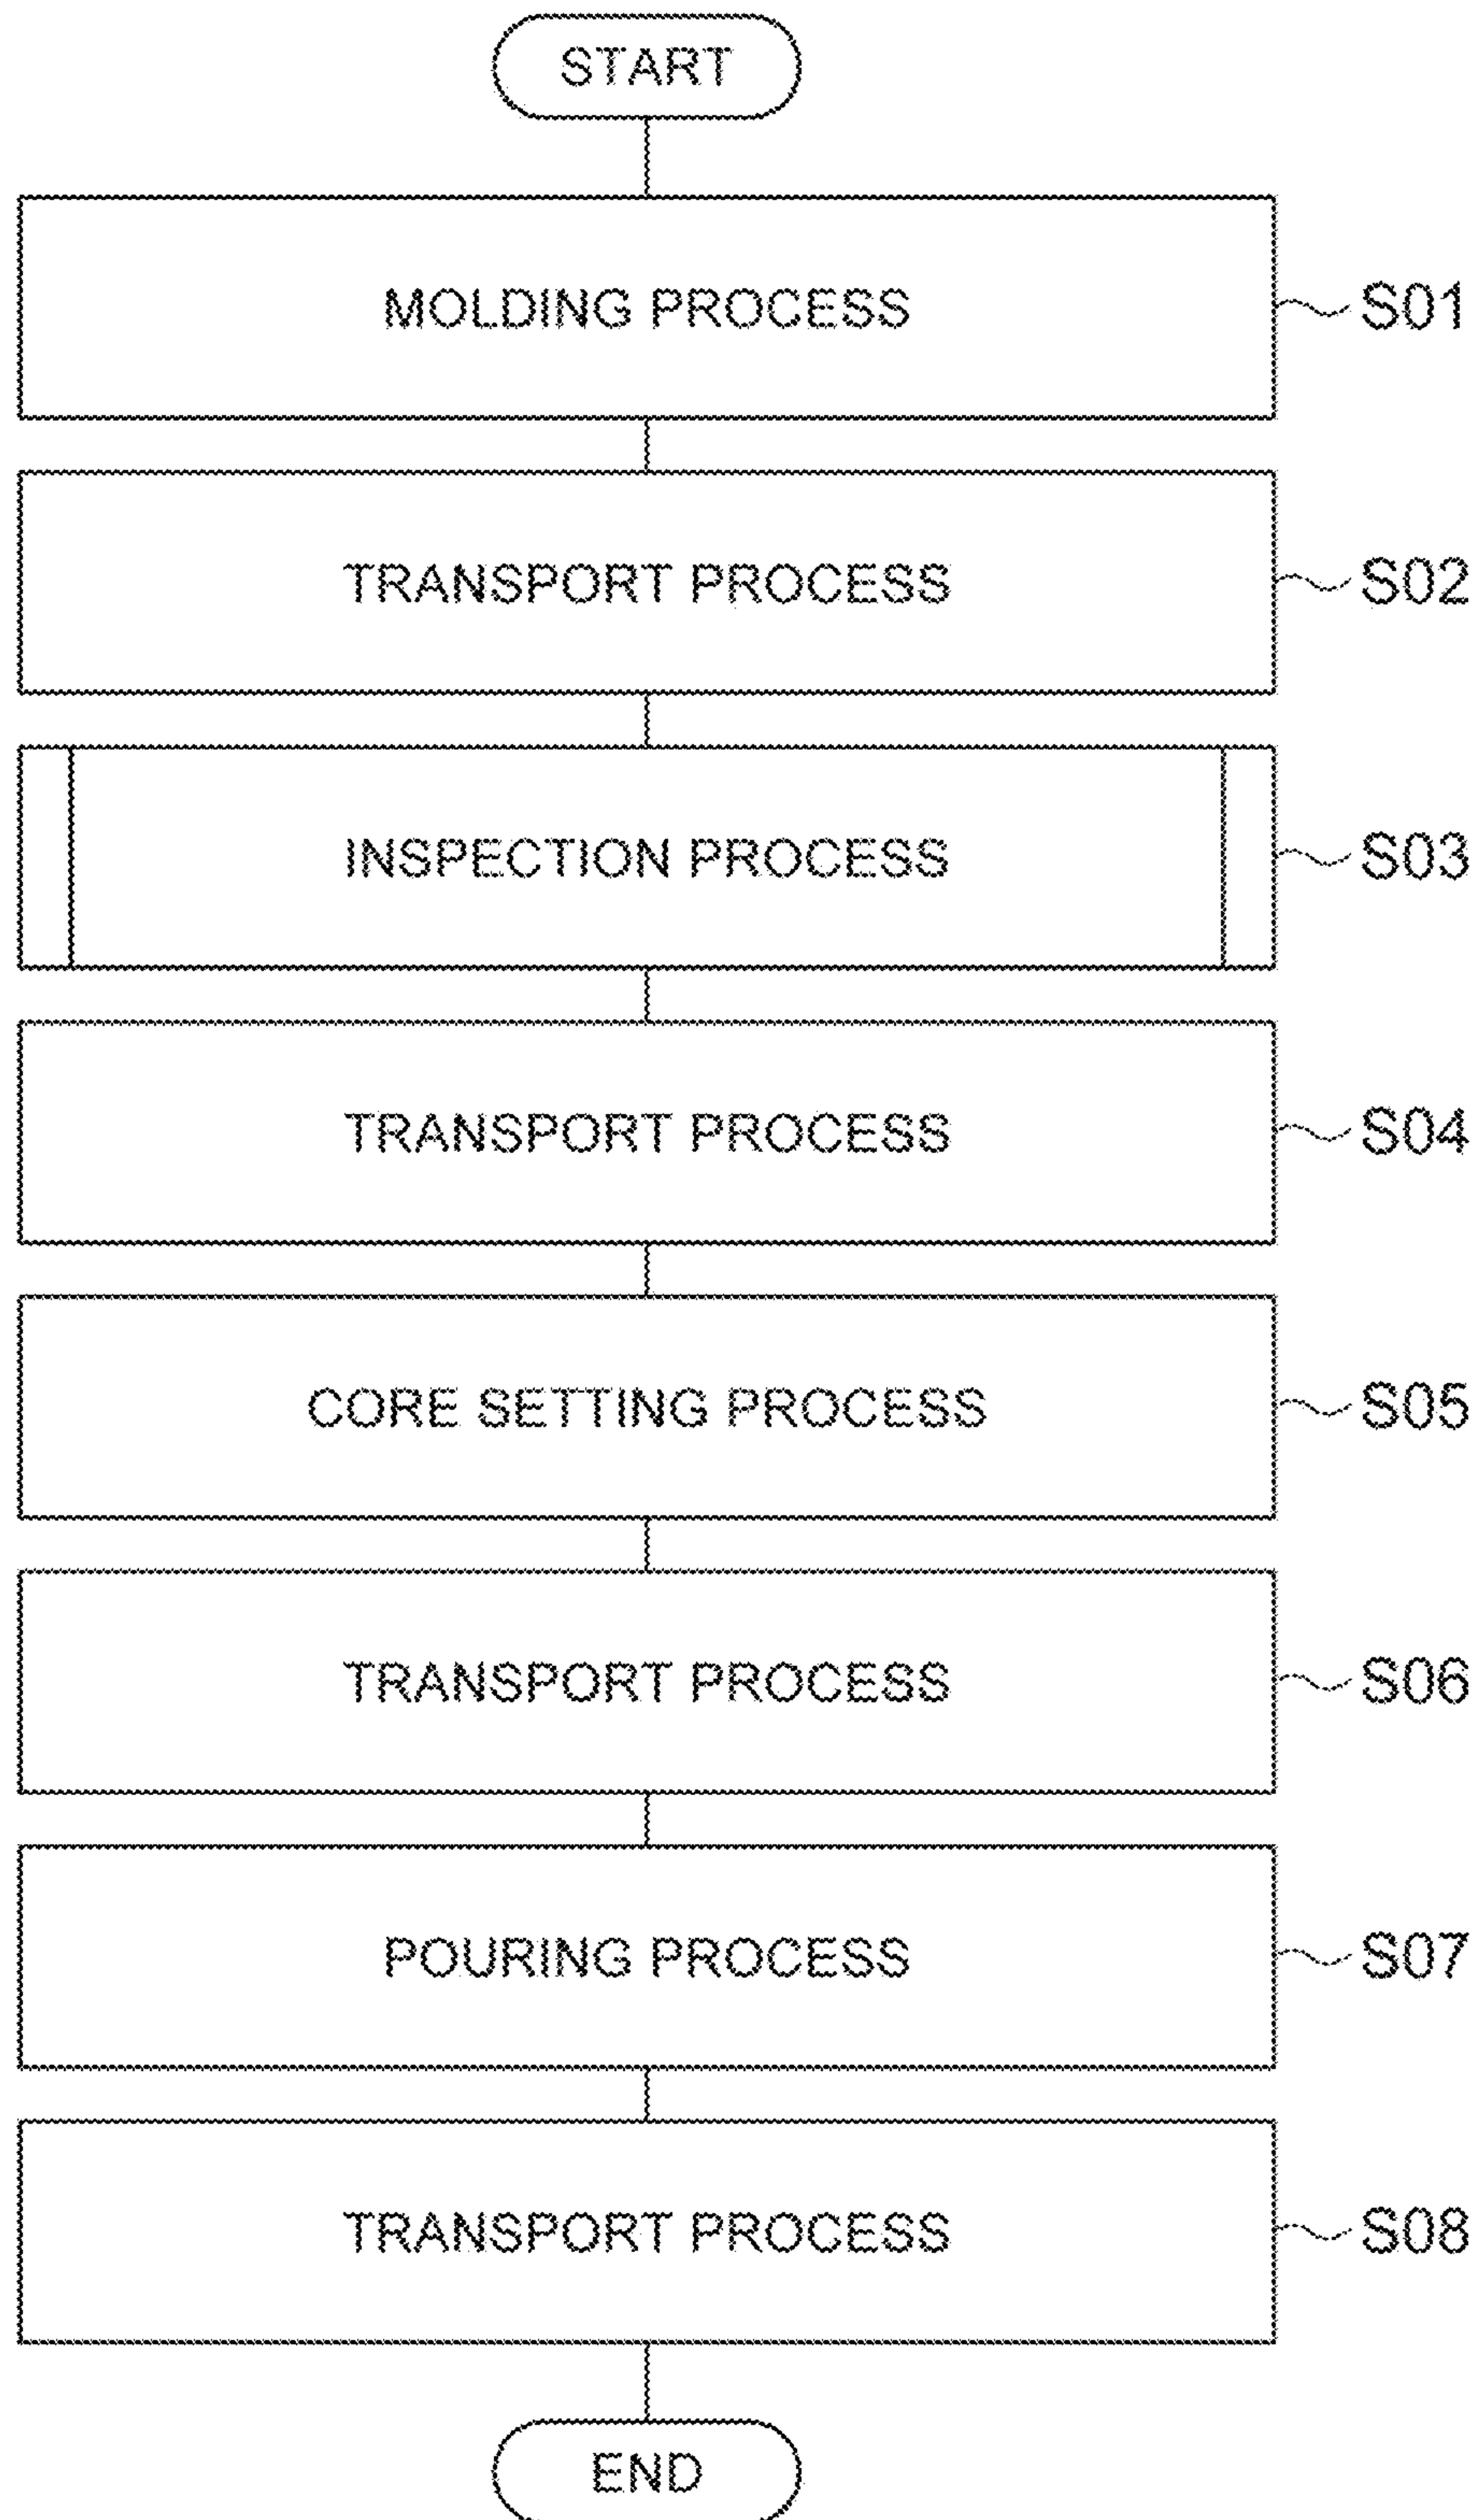 START
MOLDING PROCESS S01
TRANSPORT PROCESS S02
INSPECTION PROCESS S03
TRANSPORT PROCESS S04
CORE SETTING PROCESS S05
TRANSPORT PROCESS S06
POURING PROCESS S07
TRANSPORT PROCESS S08
END